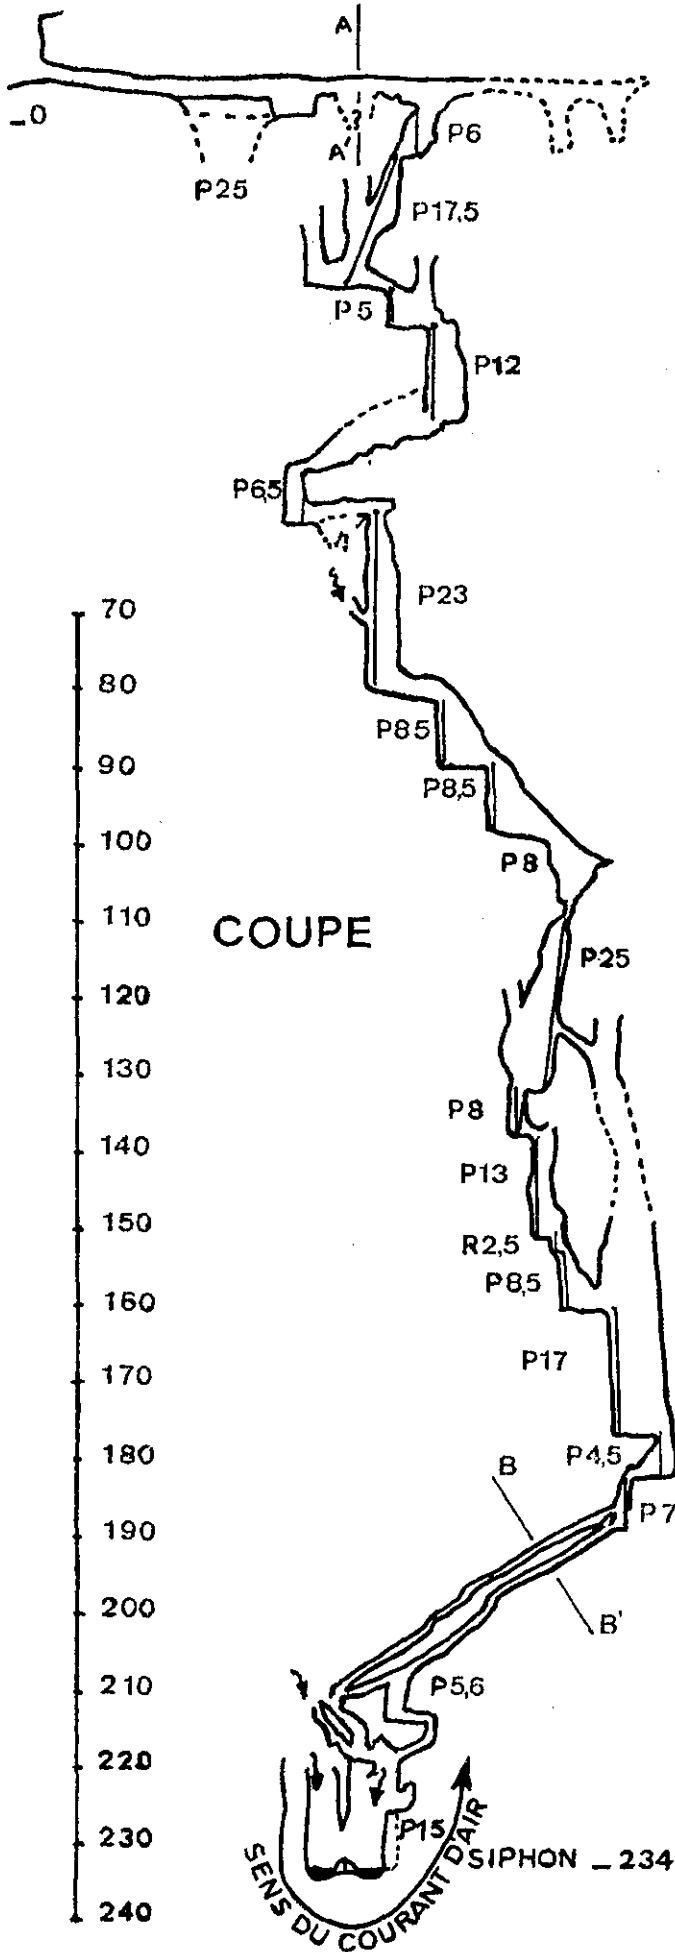 A
_0
A'
?
P6
P25
P17,5
P5
P12
P6,5
P23
70
80
P8 5
90
P8,5
100
P8
110
COUPE
P25
120
130
P8
140
P13
150
R2,5
P8,5
160
P17
170
180
P4,5
B
P7
190
200
B'
210
P5,6
220
P15
230
SIPHON _ 234
SENS DU COURANT D'AIR
240